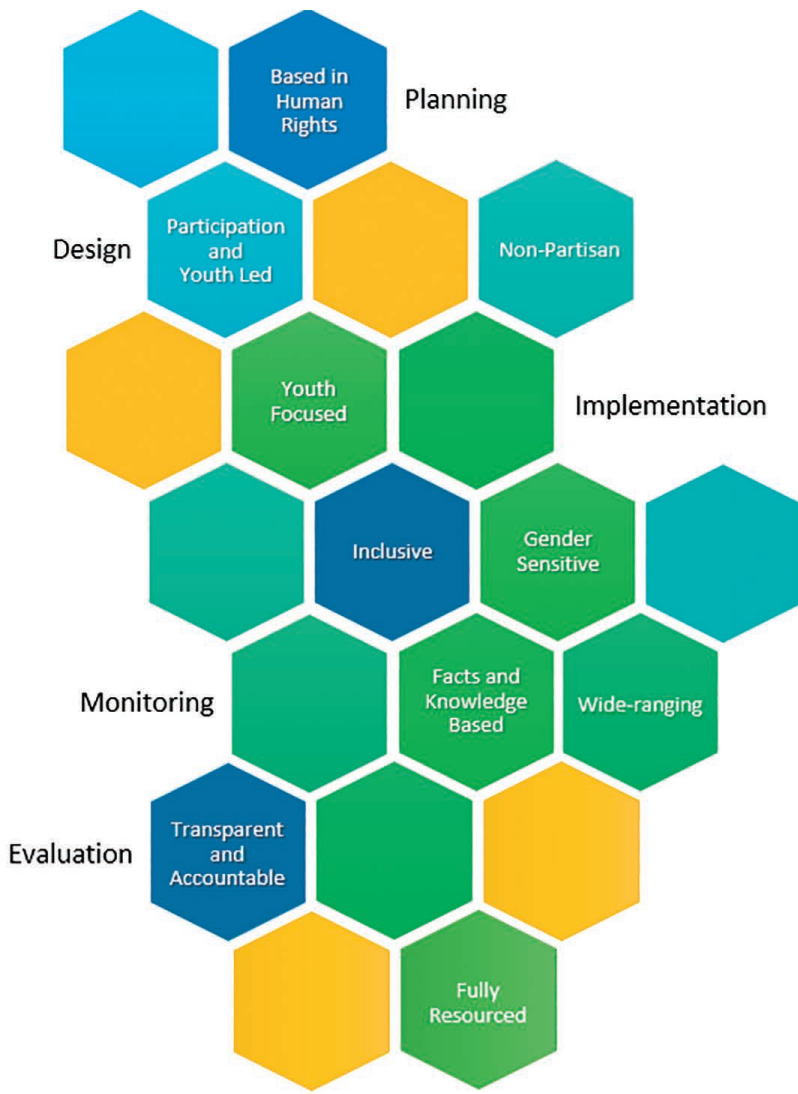 Based in
Human
Rights
Planning
Design
Participation
and
Youth Led
Non-Partisan
Youth
Focused
Implementation
Inclusive
Gender
Sensitive
Monitoring
Facts and
Knowledge
Based
Wide-ranging
Evaluation
Transparent
and
Accountable
Fully
Resourced